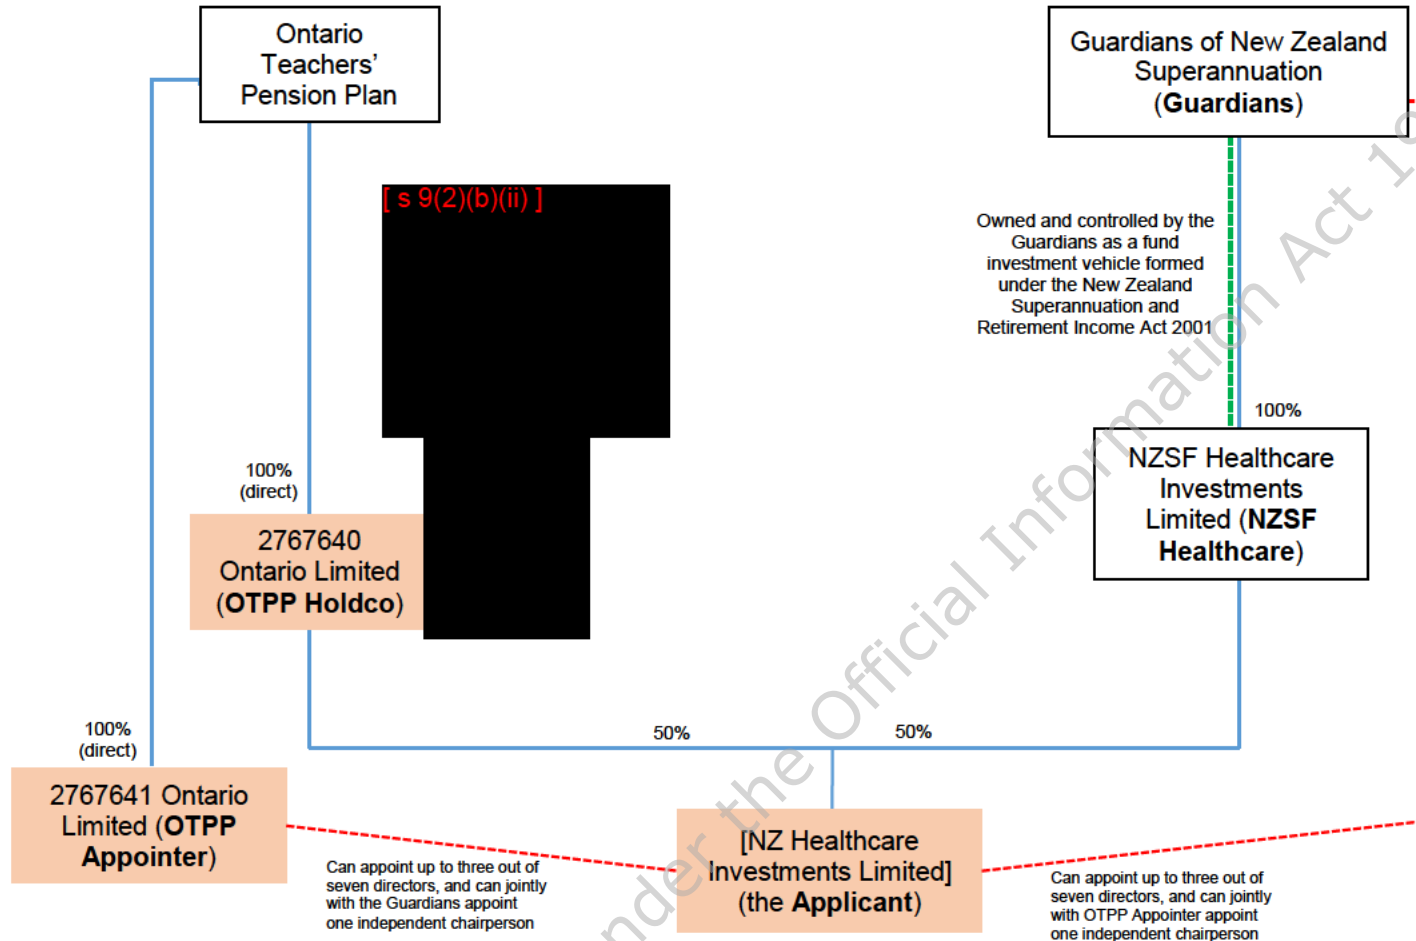 Ontario
Teachers'
Pension Plan
Guardians of New Zealand
Superannuation
(Guardians)
[ s 9(2)(b)(ii) ]
Owned and controlled by the
Guardians as a fund
investment vehicle formed
under the New Zealand
Superannuation and
Retirement Income Act 2001
100%
NZSF Healthcare
Investments
Limited (NZSF
Healthcare)
100%
(direct)
2767640
Ontario Limited
(OTPP Holdco)
100%
(direct)
50%
50%
2767641 Ontario
Limited (OTPP
Appointer)
Can appoint up to three out of
seven directors, and can jointly
with the Guardians appoint
one independent chairperson
[NZ Healthcare
Investments Limited]
(the Applicant)
Can appoint up to three out of
seven directors, and can jointly
with OTPP Appointer appoint
one independent chairperson
under the Official Information Act